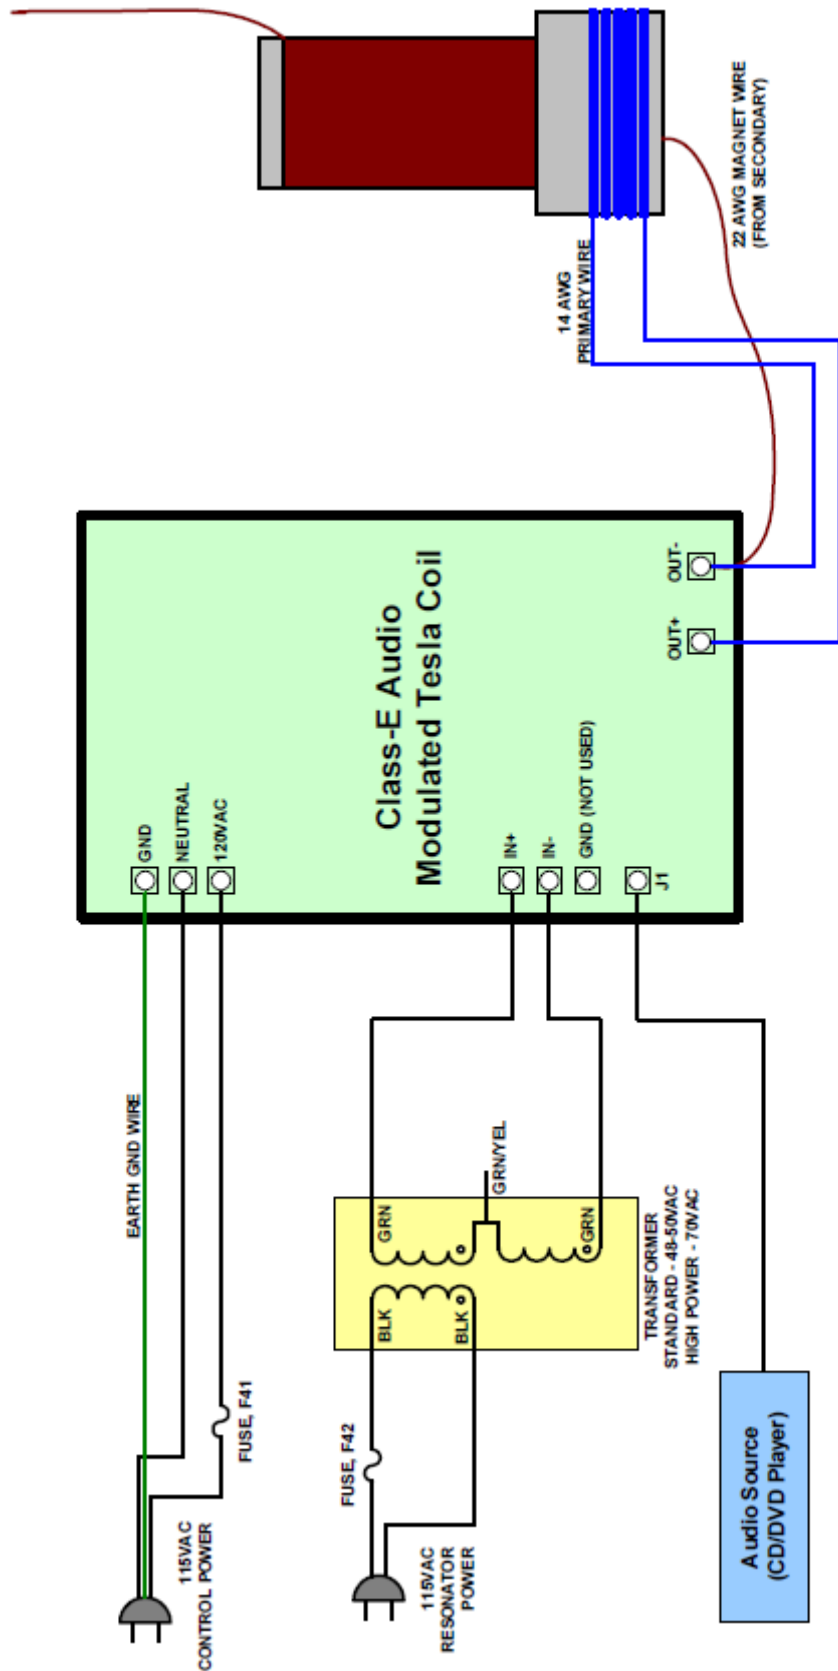 115VAC
CONTROL POWER
FUSE, F41
EARTH GND WIRE
GND
NEUTRAL
120VAC
115VAC
RESONATOR
POWER
FUSE, F42
BLK
BLK
GRN
GRN
GRN/YEL
TRANSFORMER
STANDARD - 48-50VAC
HIGH POWER - 70VAC
Audio Source
(CD/DVD Player)
IN+
IN-
GND (NOT USED)
J1
Class-E Audio
Modulated Tesla Coil
OUT+
OUT-
14 AWG
PRIMARY WIRE
22 AWG MAGNET WIRE
(FROM SECONDARY)